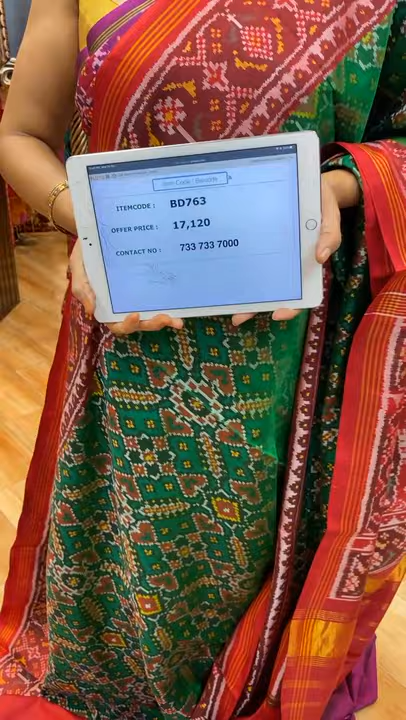 Item Code : Barcode
ITEMCODE : BD763
OFFER PRICE : 17,120
CONTACT NO : 733 733 7000